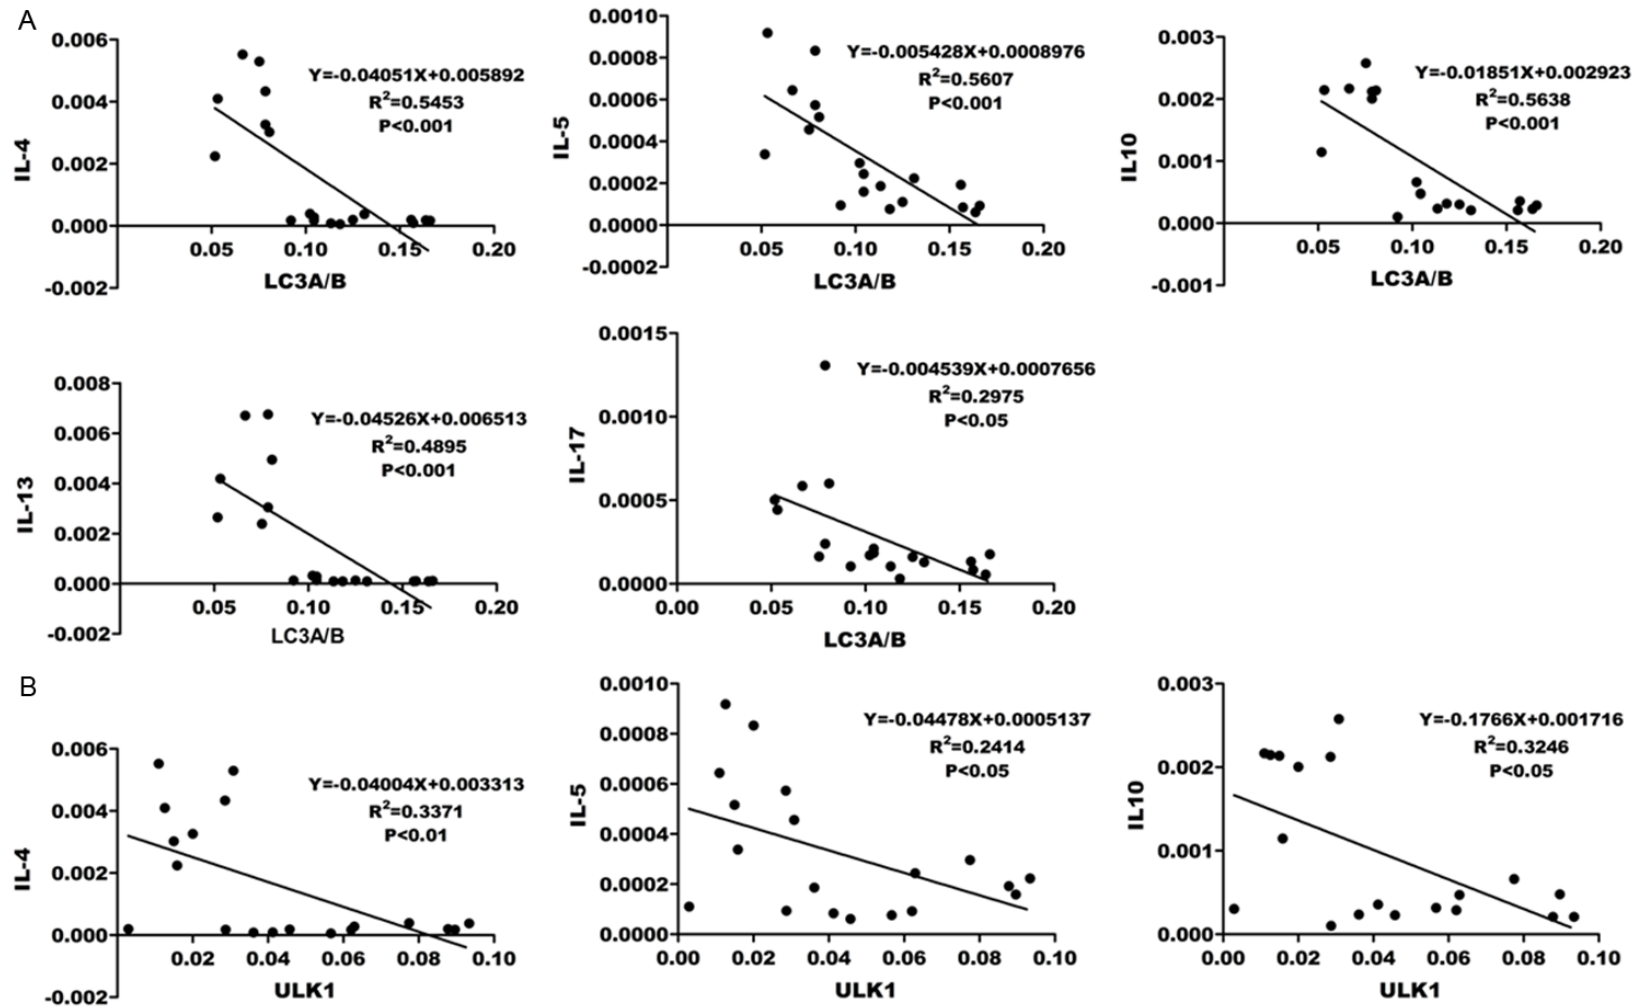 A
0.006
0.004
0.002
0.000
-0.002
IL-4
Y=-0.04051X+0.005892
R2=0.5453
P<0.001
0.05 0.10 0.15 0.20
LC3A/B
0.0010
0.0008
0.0006
0.0004
0.0002
0.0000
-0.0002
IL-5
Y=-0.005428X+0.0008976
R2=0.5607
P<0.001
0.05 0.10 0.15 0.20
LC3A/B
0.003
0.002
0.001
0.000
-0.001
IL10
Y=-0.01851X+0.002923
R2=0.5638
P<0.001
0.05 0.10 0.15 0.20
LC3A/B
0.008
0.006
0.004
0.002
0.000
-0.002
IL-13
Y=-0.04526X+0.006513
R2=0.4895
P<0.001
0.05 0.10 0.15 0.20
LC3A/B
0.0015
0.0010
0.0005
0.0000
IL-17
Y=-0.004539X+0.0007656
R2=0.2975
P<0.05
0.00 0.05 0.10 0.15 0.20
LC3A/B
B
0.006
0.004
0.002
0.000
-0.002
IL-4
Y=-0.04004X+0.003313
R2=0.3371
P<0.01
0.02 0.04 0.06 0.08 0.10
ULK1
0.0010
0.0008
0.0006
0.0004
0.0002
0.0000
IL-5
Y=-0.04478X+0.0005137
R2=0.2414
P<0.05
0.00 0.02 0.04 0.06 0.08 0.10
ULK1
0.003
0.002
0.001
0.000
IL10
Y=-0.1766X+0.001716
R2=0.3246
P<0.05
0.00 0.02 0.04 0.06 0.08 0.10
ULK1